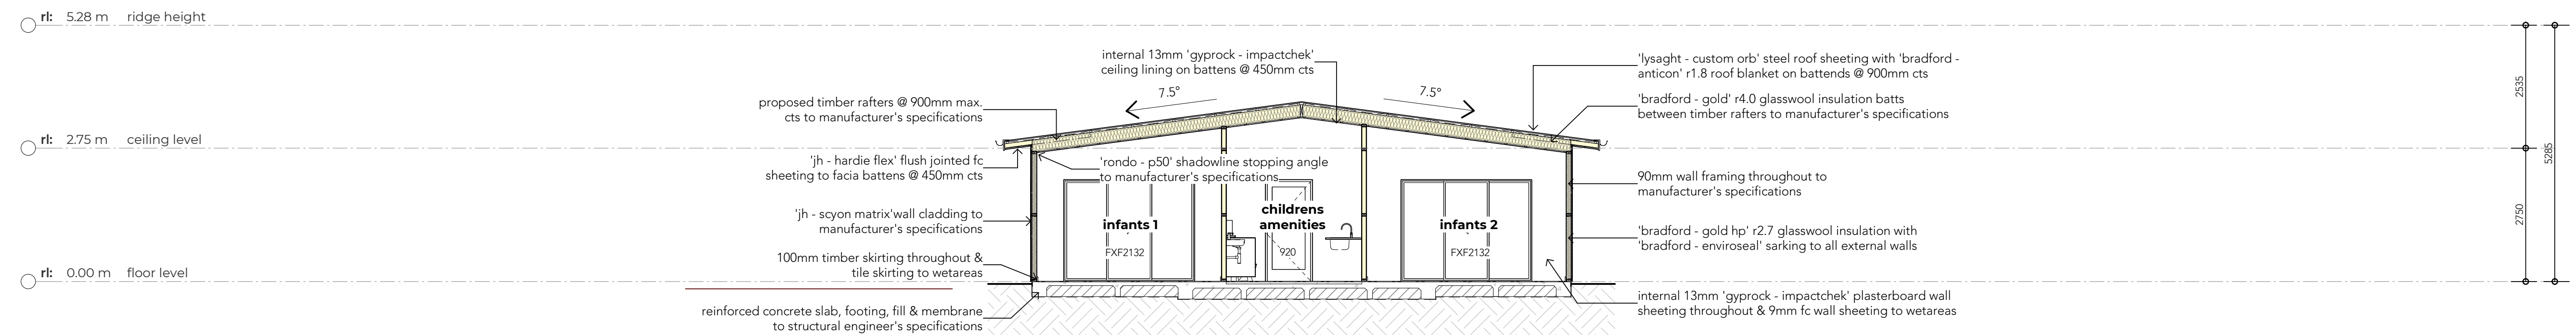 rl: 5.28 m ridge height
rl: 2.75 m ceiling level
rl: 0.00 m floor level
internal 13mm 'gyprock - impactchek'
ceiling lining on battens @ 450mm cts
proposed timber rafters @ 900mm max.
cts to manufacturer's specifications
'jh - hardie flex' flush jointed fc
sheeting to facia battens @ 450mm cts
'jh - scyon matrix'wall cladding to
manufacturer's specifications
100mm timber skirting throughout &
tile skirting to wetareas
reinforced concrete slab, footing, fill & membrane
to structural engineer's specifications
7.5°
7.5°
'rondo - p50' shadowline stopping angle
to manufacturer's specifications
infants 1
FXF2132
childrens
amenities
920
infants 2
FXF2132
'lysaght - custom orb' steel roof sheeting with 'bradford -
anticon' r1.8 roof blanket on battends @ 900mm cts
'bradford - gold' r4.0 glasswool insulation batts
between timber rafters to manufacturer's specifications
90mm wall framing throughout to
manufacturer's specifications
'bradford - gold hp' r2.7 glasswool insulation with
'bradford - enviroseal' sarking to all external walls
internal 13mm 'gyprock - impactchek' plasterboard wall
sheeting throughout & 9mm fc wall sheeting to wetareas
2535
2750
5285